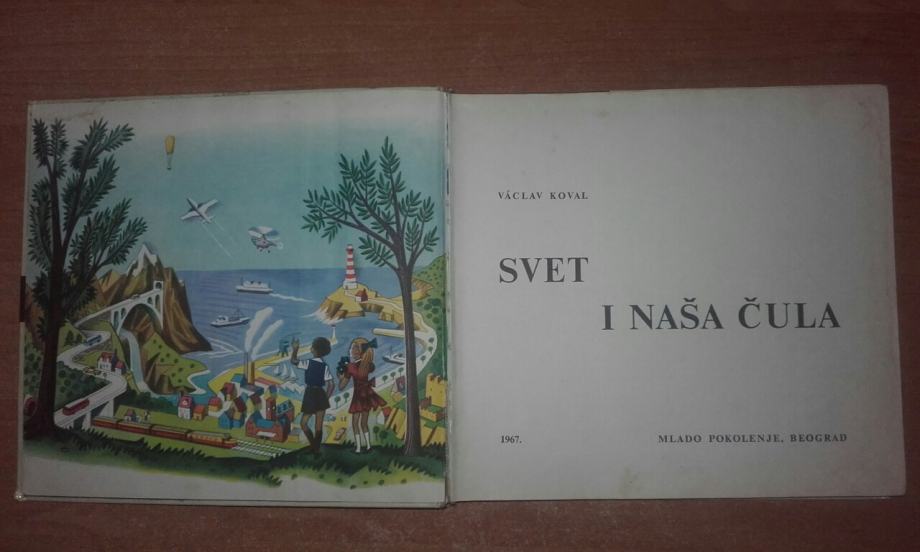 VÁCLAV KOVAL
SVET
I NAŠA ČULA
1967.
MLADO POKOLENJE, BEOGRAD